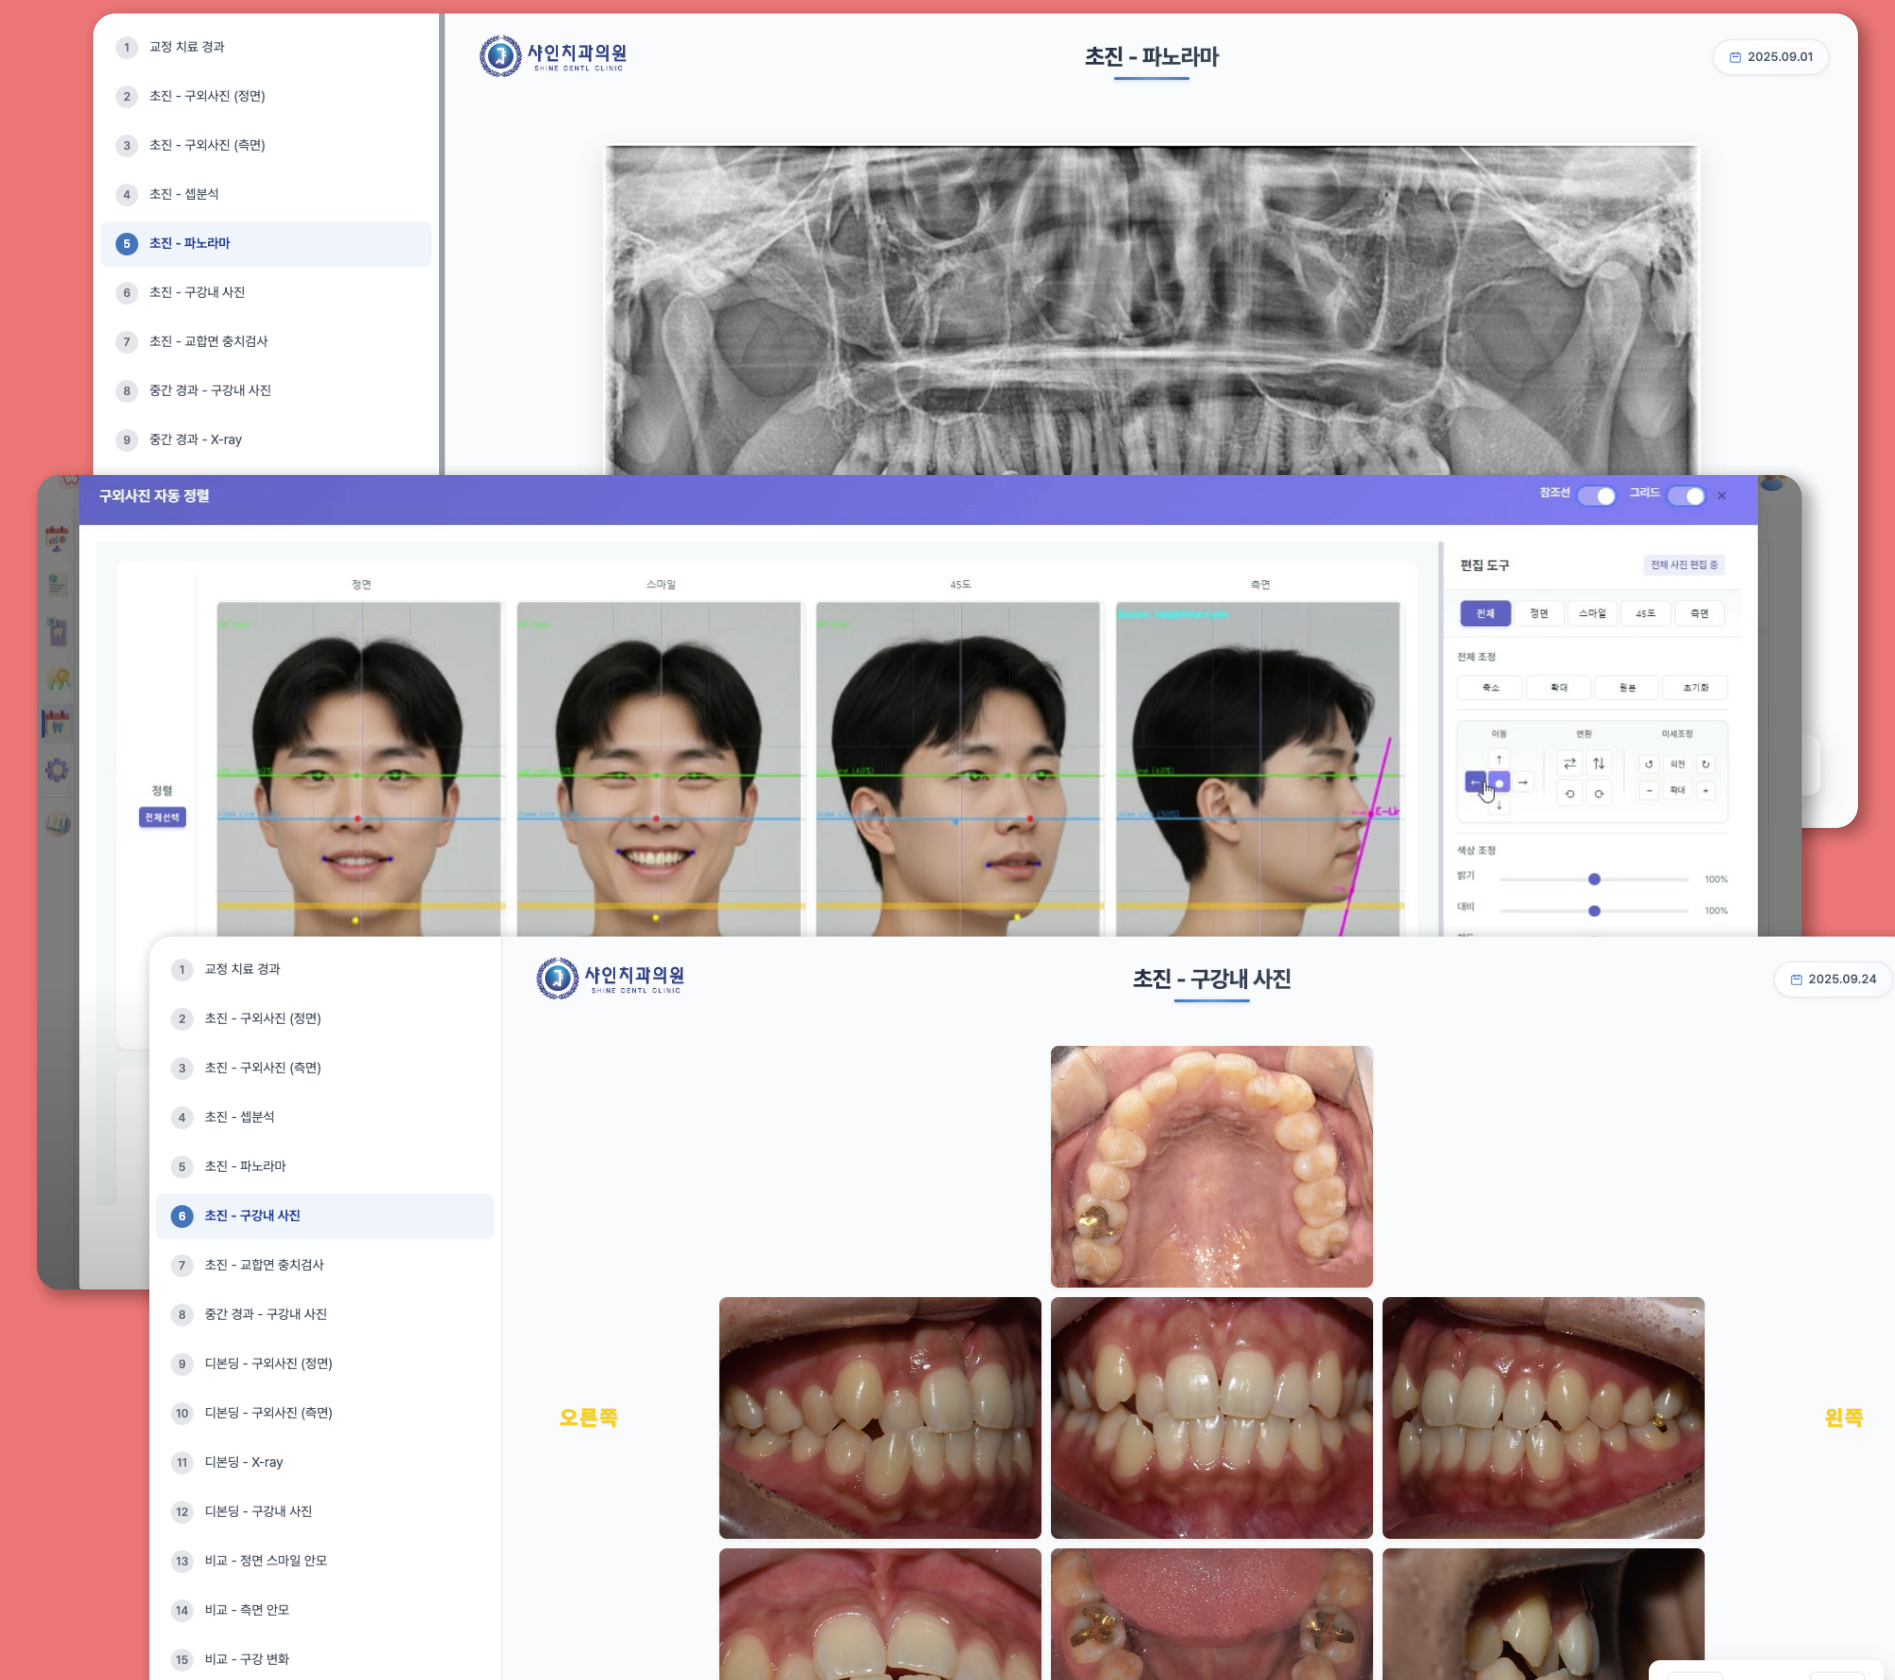 1 교정 치료 경과
2 초진 - 구외사진 (정면)
3 초진 - 구외사진 (측면)
4 초진 - 셉분석
5 초진 - 파노라마
6 초진 - 구강내 사진
7 초진 - 교합면 충치검사
8 중간 경과 - 구강내 사진
9 중간 경과 - X-ray
샤인치과의원
SHINE DENTL CLINIC
초진 - 파노라마
2025.09.01
구외사진 자동 정렬
참조선
그리드
×
정렬
전체선택
정면
스마일
45도
측면
편집 도구
전체 사진 편집 중
전체
정면
스마일
45도
측면
전체 조정
축소
확대
원본
초기화
이동
변환
미세조정
회전
확대
색상 조정
밝기
100%
대비
100%
1 교정 치료 경과
2 초진 - 구외사진 (정면)
3 초진 - 구외사진 (측면)
4 초진 - 셉분석
5 초진 - 파노라마
6 초진 - 구강내 사진
7 초진 - 교합면 충치검사
8 중간 경과 - 구강내 사진
9 디본딩 - 구외사진 (정면)
10 디본딩 - 구외사진 (측면)
11 디본딩 - X-ray
12 디본딩 - 구강내 사진
13 비교 - 정면 스마일 안모
14 비교 - 측면 안모
15 비교 - 구강 변화
샤인치과의원
SHINE DENTL CLINIC
초진 - 구강내 사진
2025.09.24
오른쪽
왼쪽